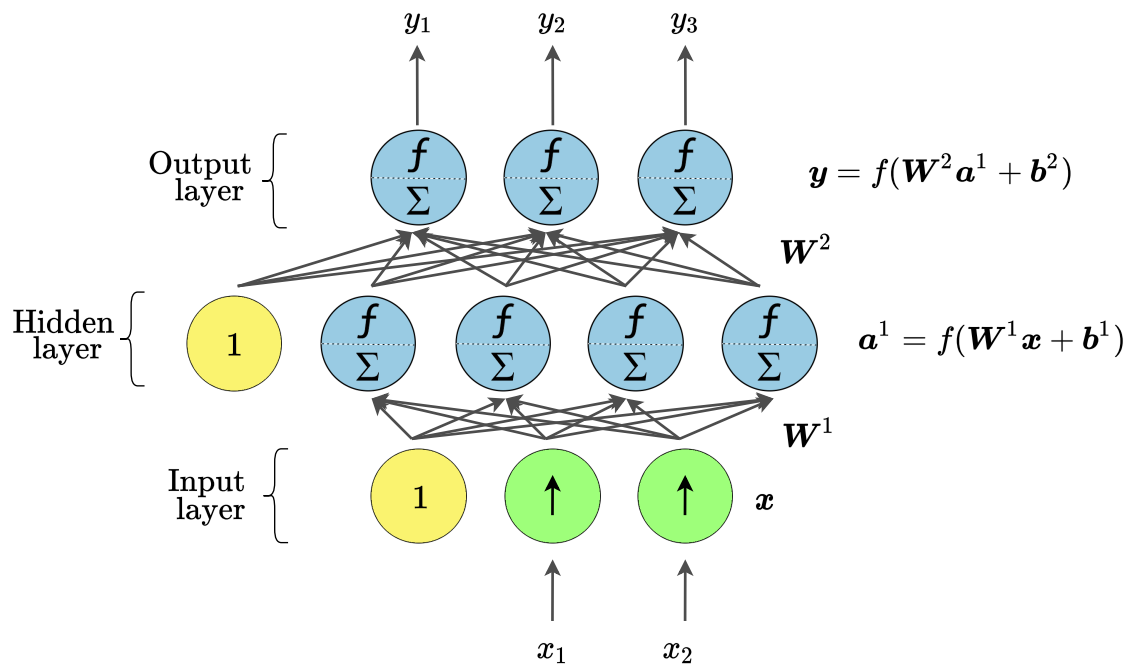 y₁ y₂ y₃
Output
layer
f f f
Σ Σ Σ
𝒚 = f(𝑾²𝒂¹ + 𝒃²)
𝑾²
Hidden
layer
1
f f f f
Σ Σ Σ Σ
𝒂¹ = f(𝑾¹𝒙 + 𝒃¹)
𝑾¹
Input
layer
1
𝒙
x₁ x₂